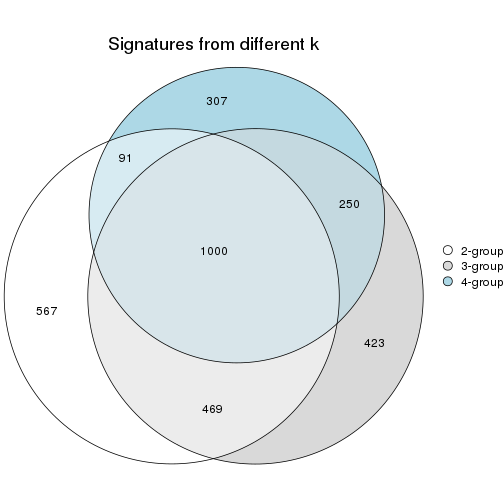 Signatures from different k
307
91
250
1000
567
423
469
2-group
3-group
4-group